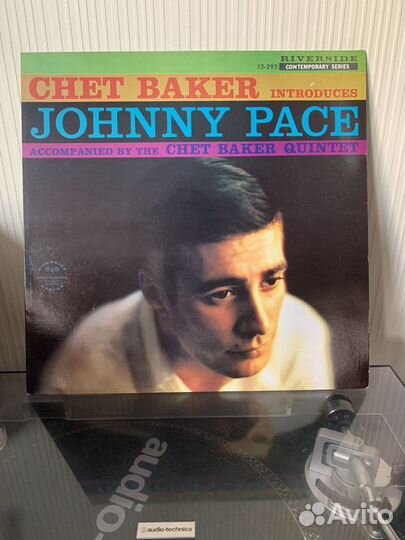 RIVERSIDE
12-292 CONTEMPORARY SERIES
CHET BAKER INTRODUCES
JOHNNY PACE
ACCOMPANIED BY THE CHET BAKER QUINTET
audio-
audio-technica
Avito